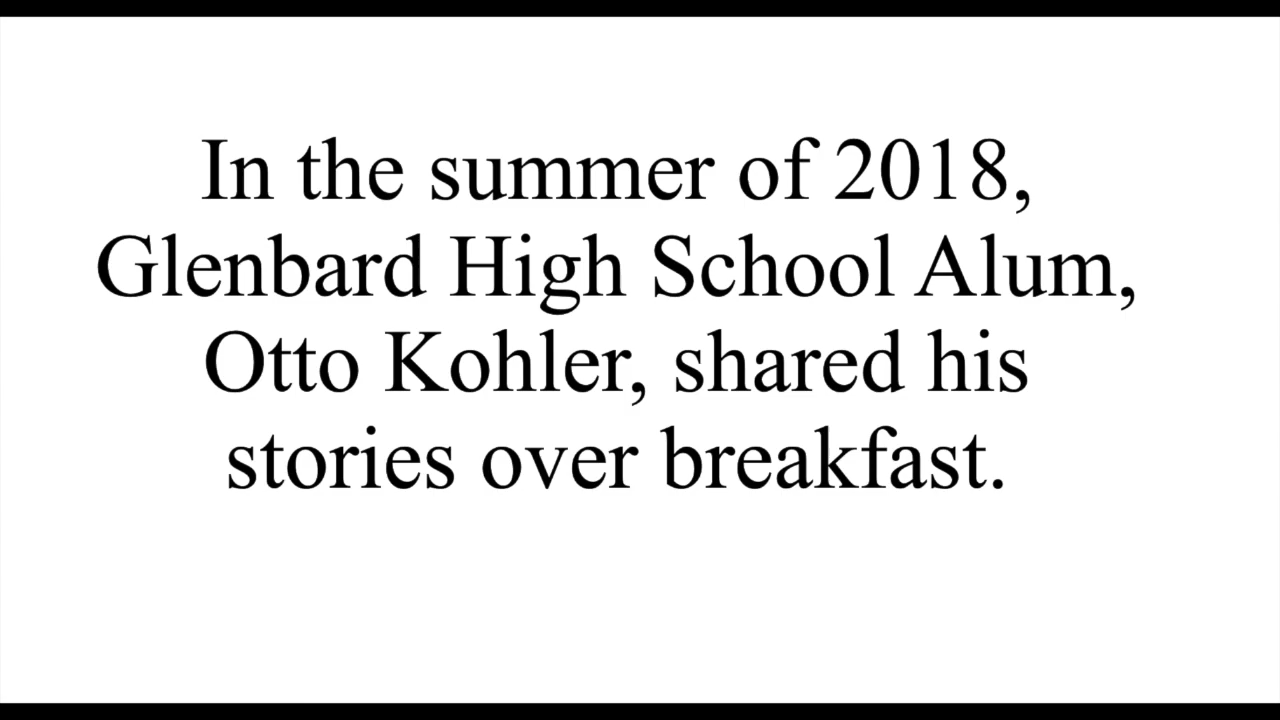 In the summer of 2018,
Glenbard High School Alum,
Otto Kohler, shared his
stories over breakfast.